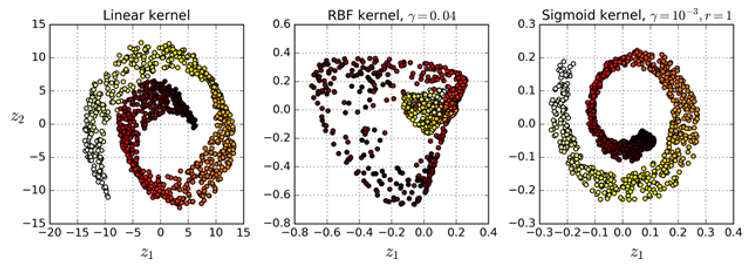 Linear kernel
15
10
5
0
−5
−10
−15
−20 −15 −10 −5 0 5 10 15
z₂
z₁
RBF kernel, γ = 0.04
0.6
0.4
0.2
0.0
−0.2
−0.4
−0.6
−0.8
−0.8 −0.6 −0.4 −0.2 0.0 0.2 0.4
z₁
Sigmoid kernel, γ = 10⁻³, r = 1
0.3
0.2
0.1
0.0
−0.1
−0.2
−0.3
−0.3 −0.2 −0.1 0.0 0.1 0.2 0.3 0.4
z₁